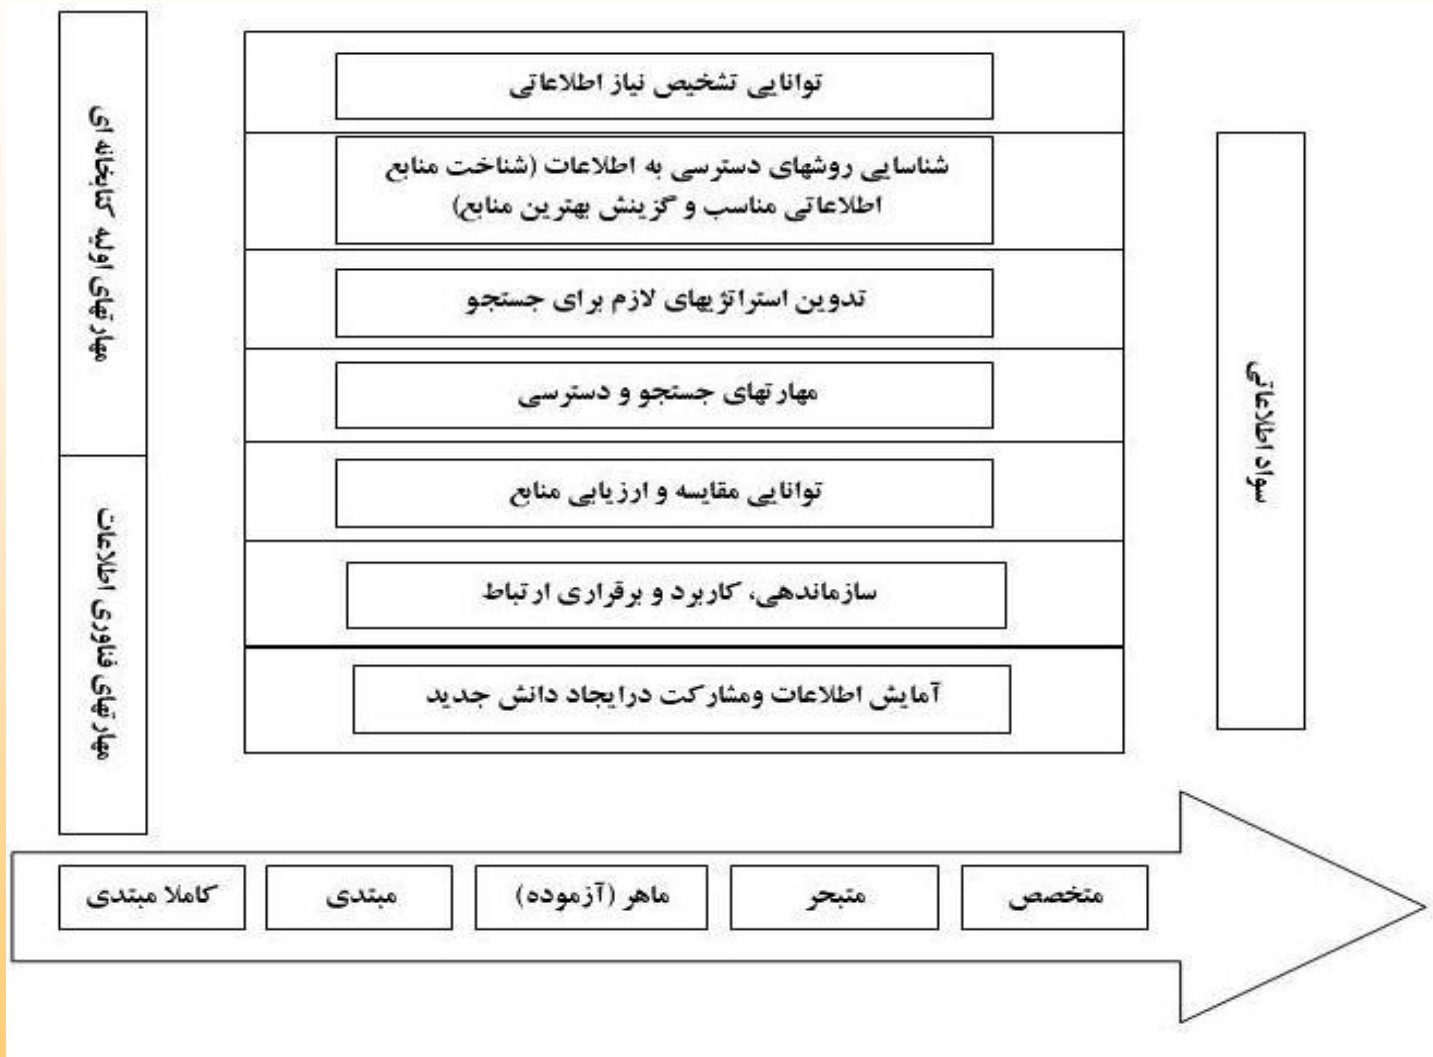 توانایی تشخیص نیاز اطلاعاتی
شناسایی روشهای دسترسی به اطلاعات (شناخت منابع
اطلاعاتی مناسب و گزینش بهترین منابع)
تدوین استراتژیهای لازم برای جستجو
مهارتهای جستجو و دسترسی
توانایی مقایسه و ارزیابی منابع
سازماندهی، کاربرد و برقراری ارتباط
آمایش اطلاعات ومشارکت درایجاد دانش جدید
سواد اطلاعاتی
مهارتهای اولیه کتابخانه ای
مهارتهای فناوری اطلاعات
کاملا مبتدی
مبتدی
ماهر (آزموده)
متبحر
متخصص